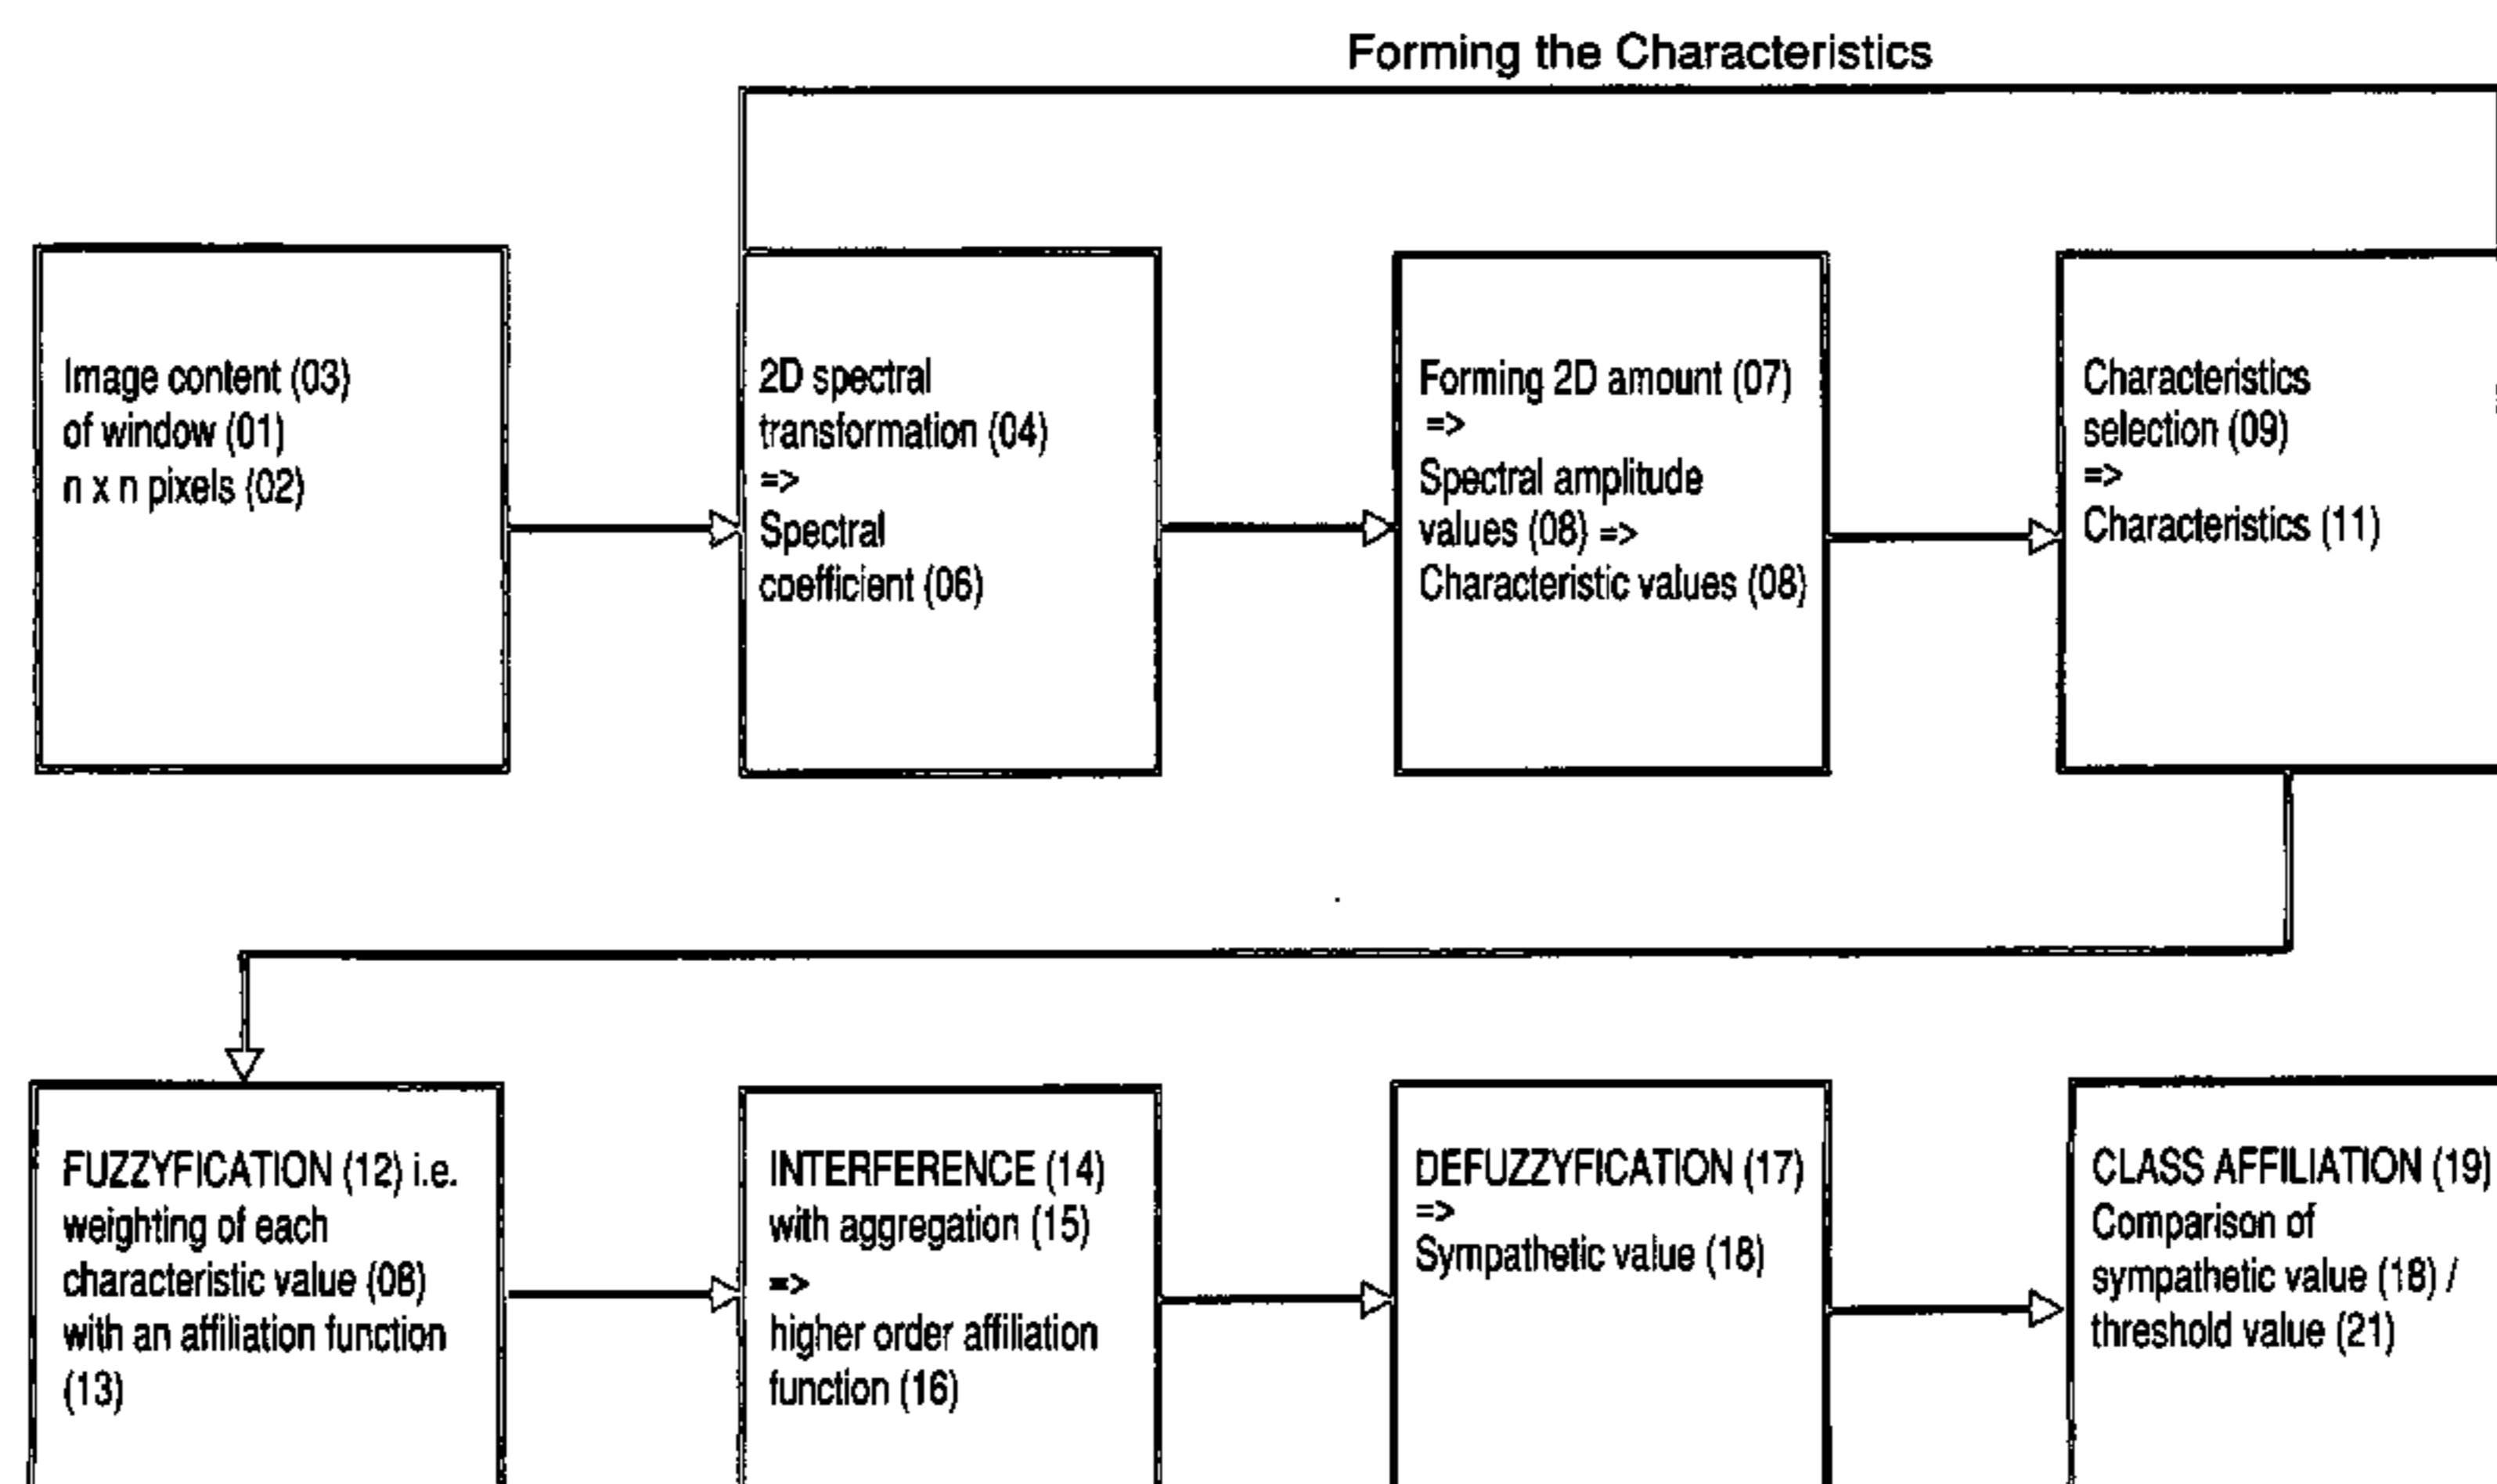 Forming the Characteristics
Image content (03)
of window (01)
n x n pixels (02)
2D spectral
transformation (04)
=>
Spectral
coefficient (06)
Forming 2D amount (07)
=>
Spectral amplitude
values (08) =>
Characteristic values (08)
Characteristics
selection (09)
=>
Characteristics (11)
FUZZYFICATION (12) i.e.
weighting of each
characteristic value (08)
with an affiliation function
(13)
INTERFERENCE (14)
with aggregation (15)
=>
higher order affiliation
function (16)
DEFUZZYFICATION (17)
=>
Sympathetic value (18)
CLASS AFFILIATION (19)
Comparison of
sympathetic value (18) /
threshold value (21)